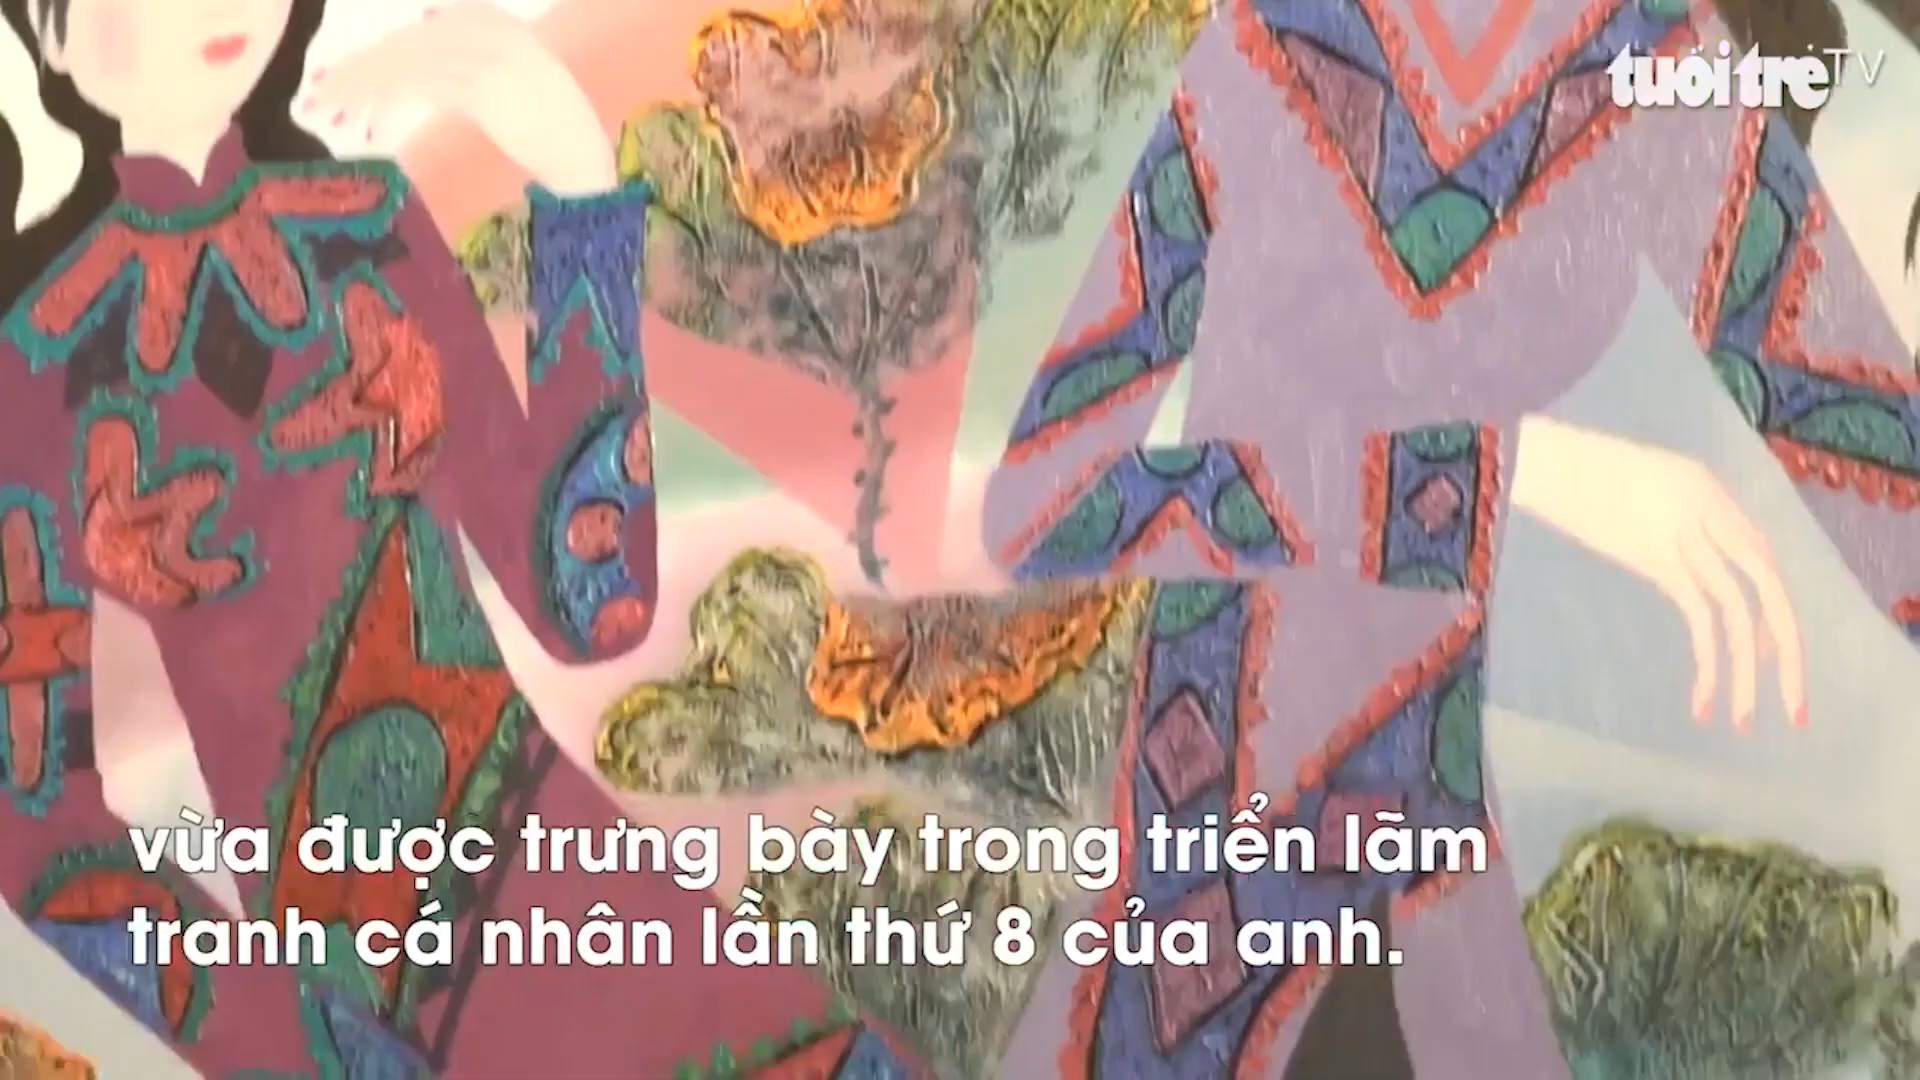 tuổi trẻ TV
vừa được trưng bày trong triển lãm
tranh cá nhân lần thứ 8 của anh.